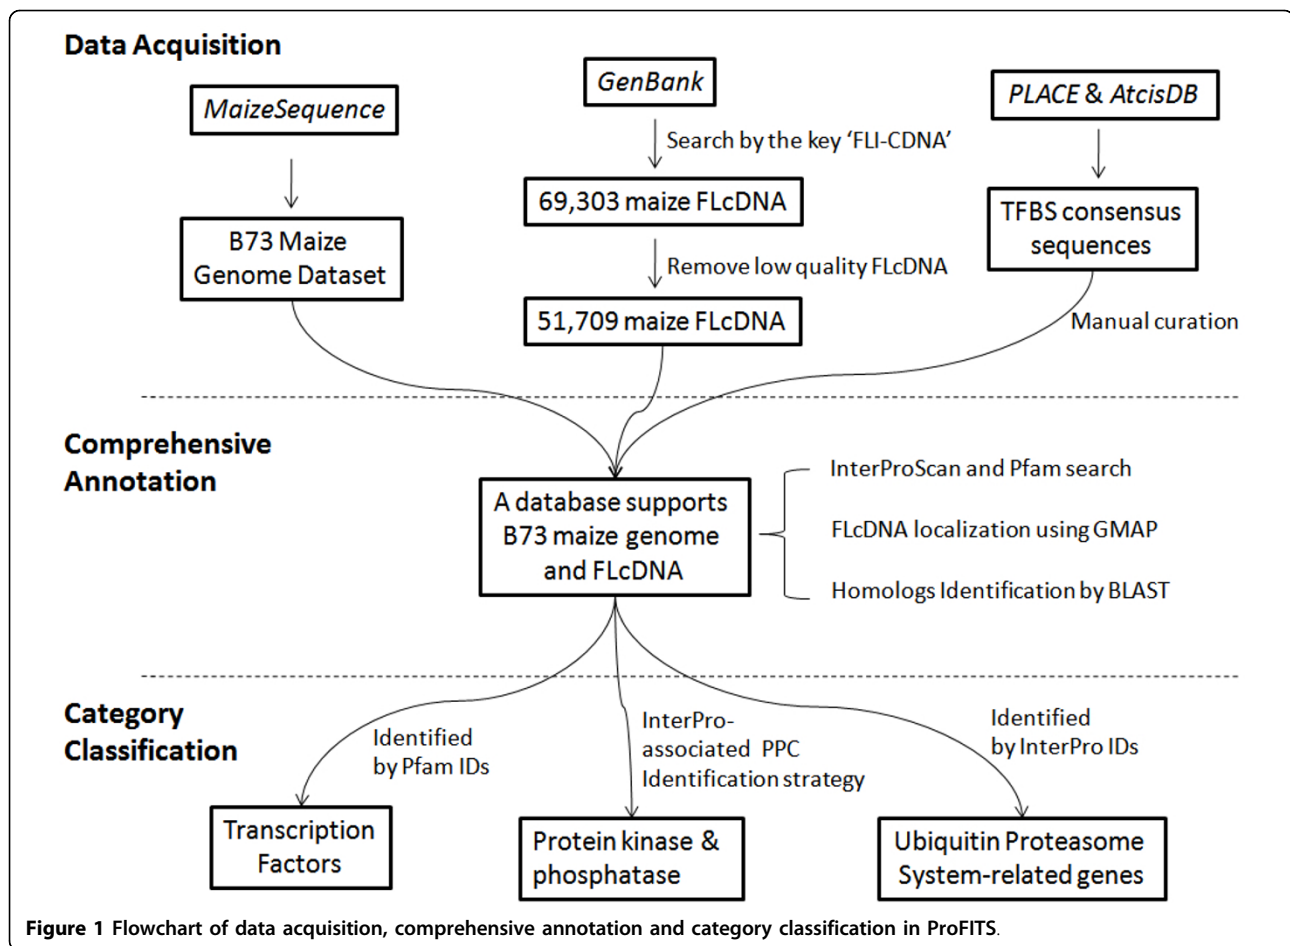 Data Acquisition
MaizeSequence
GenBank
PLACE & AtcisDB
Search by the key ‘FLI-CDNA’
69,303 maize FLcDNA
B73 Maize
Genome Dataset
TFBS consensus
sequences
Remove low quality FLcDNA
51,709 maize FLcDNA
Manual curation
Comprehensive
Annotation
A database supports
B73 maize genome
and FLcDNA
InterProScan and Pfam search
FLcDNA localization using GMAP
Homologs Identification by BLAST
Category
Classification
Identified
by Pfam IDs
InterPro-
associated PPC
Identification strategy
Identified
by InterPro IDs
Transcription
Factors
Protein kinase &
phosphatase
Ubiquitin Proteasome
System-related genes
Figure 1 Flowchart of data acquisition, comprehensive annotation and category classification in ProFITS.